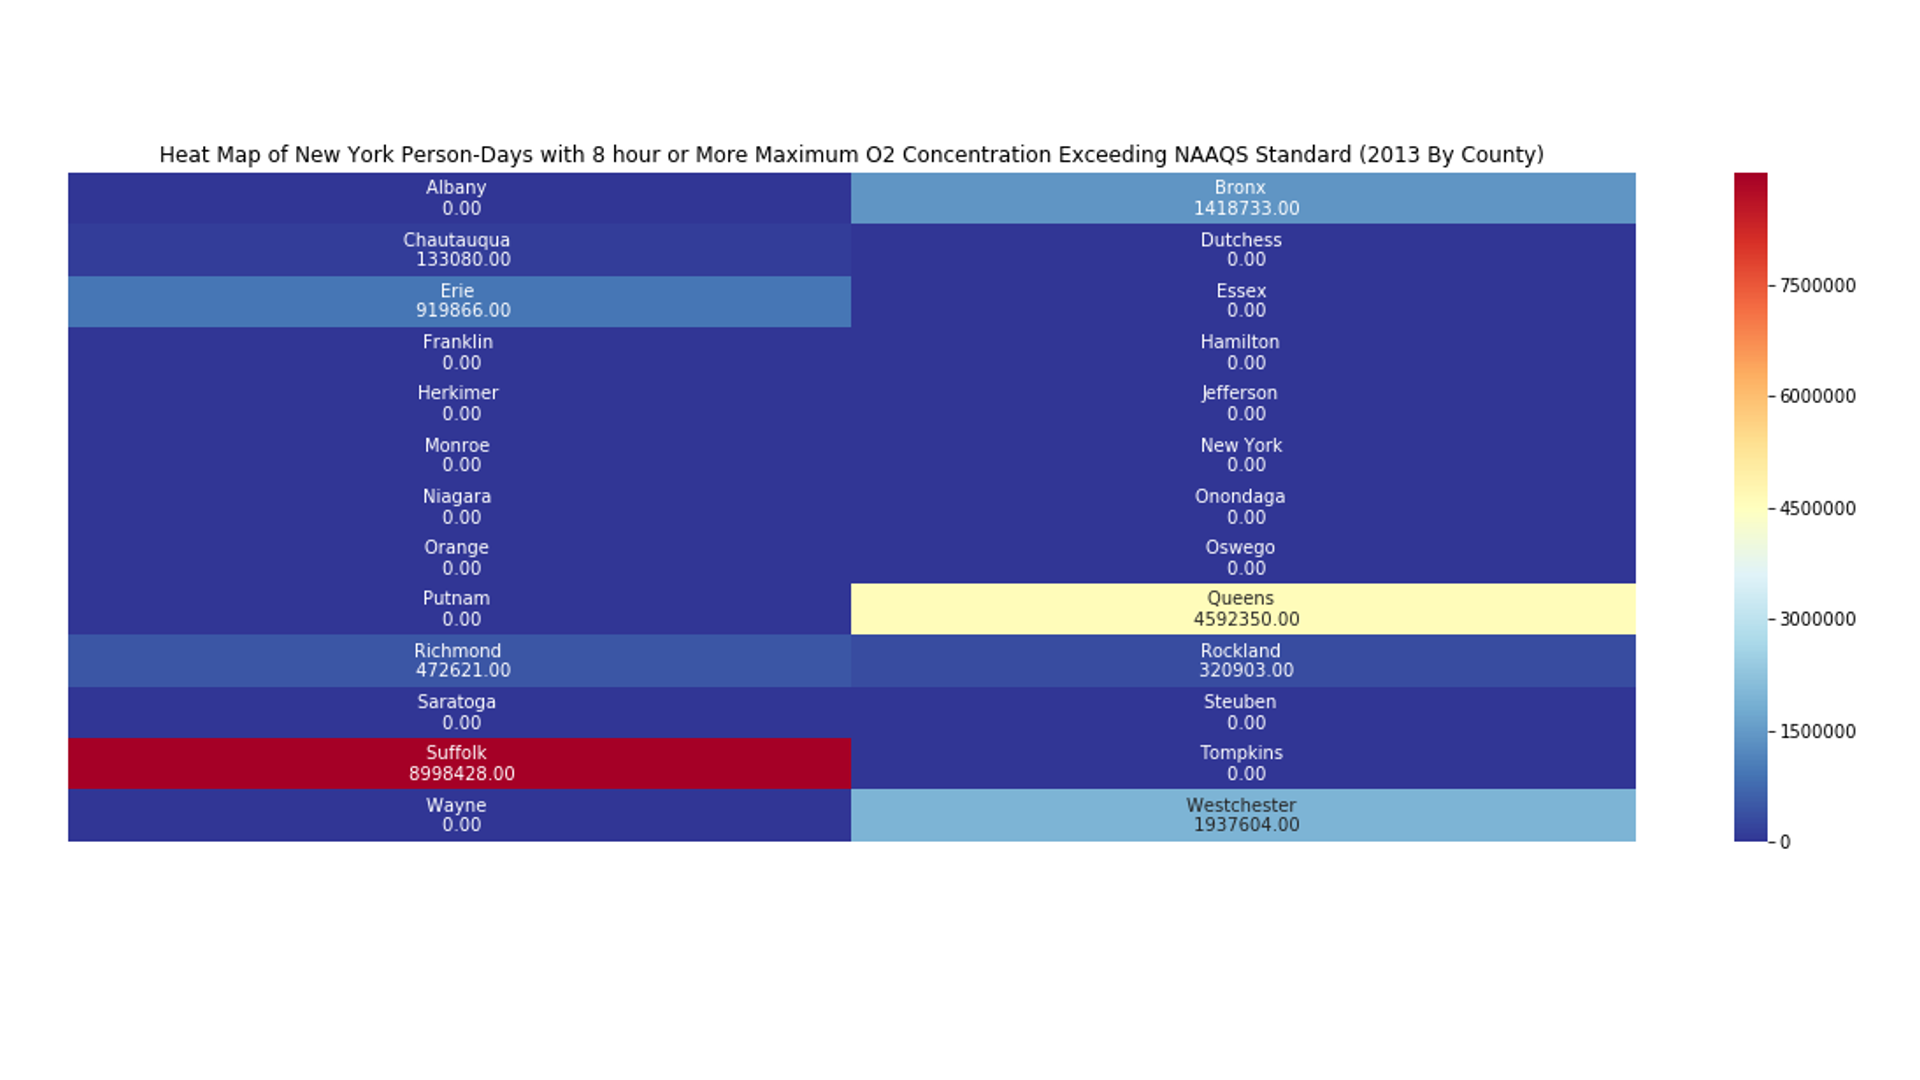 Heat Map of New York Person-Days with 8 hour or More Maximum O2 Concentration Exceeding NAAQS Standard (2013 By County)
Albany
0.00
Bronx
1418733.00
Chautauqua
133080.00
Dutchess
0.00
Erie
919866.00
Essex
0.00
Franklin
0.00
Hamilton
0.00
Herkimer
0.00
Jefferson
0.00
Monroe
0.00
New York
0.00
Niagara
0.00
Onondaga
0.00
Orange
0.00
Oswego
0.00
Putnam
0.00
Queens
4592350.00
Richmond
472621.00
Rockland
320903.00
Saratoga
0.00
Steuben
0.00
Suffolk
8998428.00
Tompkins
0.00
Wayne
0.00
Westchester
1937604.00
7500000
6000000
4500000
3000000
1500000
0